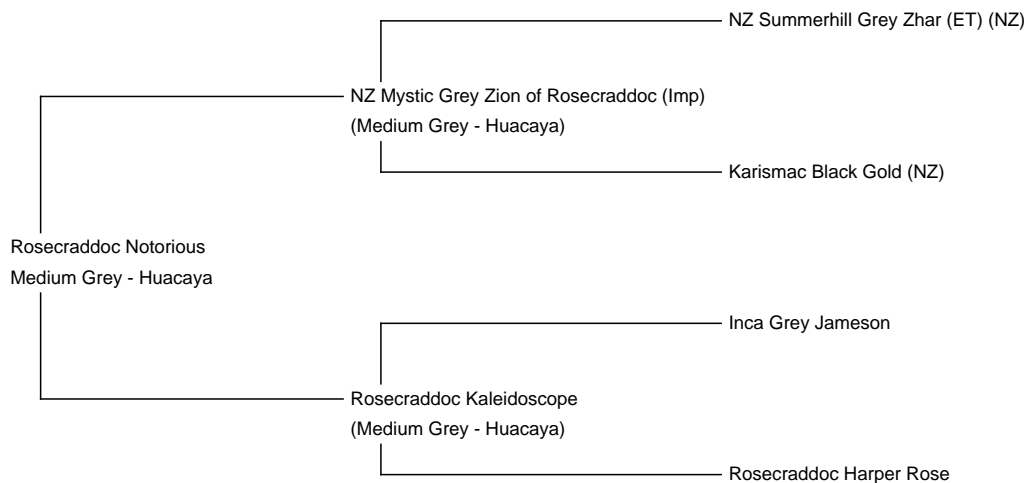 NZ Summerhill Grey Zhar (ET) (NZ)
NZ Mystic Grey Zion of Rosecraddoc (Imp)
(Medium Grey - Huacaya)
Karismac Black Gold (NZ)
Rosecraddoc Notorious
Medium Grey - Huacaya
Inca Grey Jameson
Rosecraddoc Kaleidoscope
(Medium Grey - Huacaya)
Rosecraddoc Harper Rose